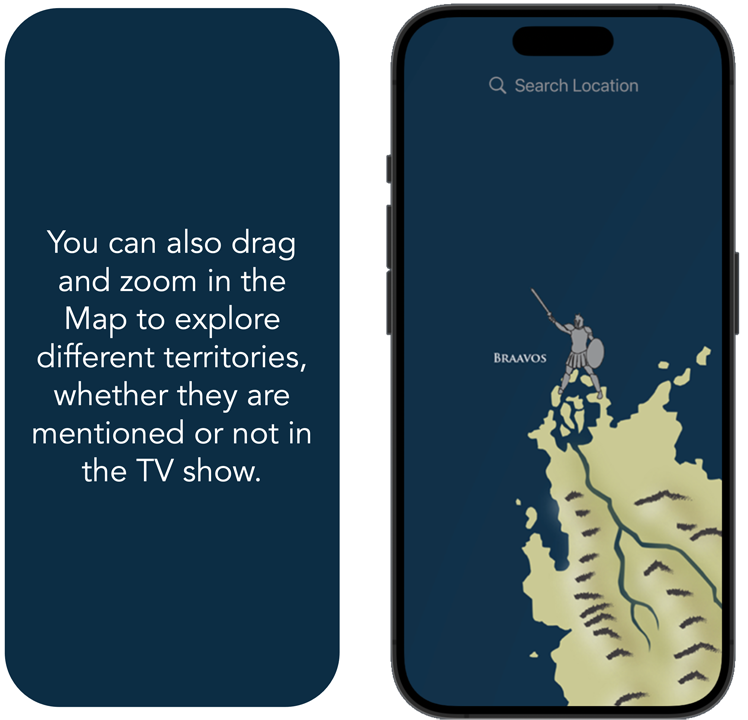 You can also drag
and zoom in the
Map to explore
different territories,
whether they are
mentioned or not in
the TV show.
Search Location
BRAAVOS